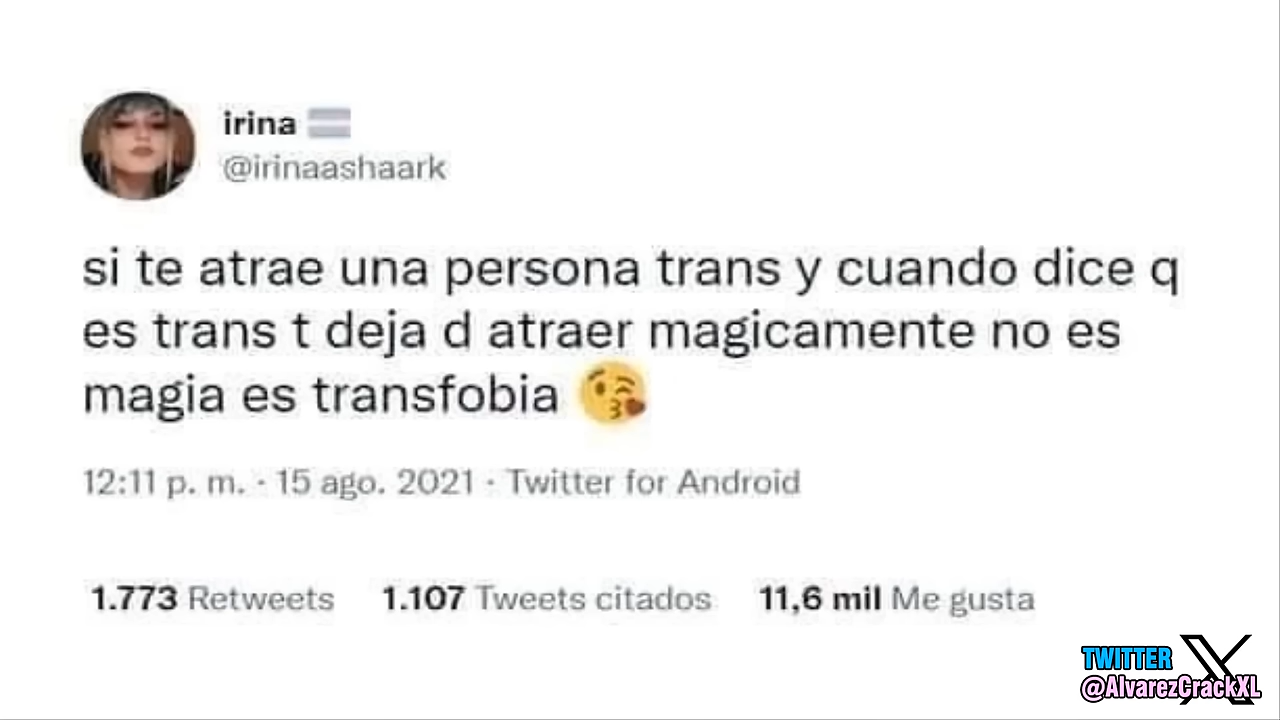 irina
@irinaashaark
si te atrae una persona trans y cuando dice q
es trans t deja d atraer magicamente no es
magia es transfobia 😘
12:11 p. m. · 15 ago. 2021 · Twitter for Android
1.773 Retweets 1.107 Tweets citados 11,6 mil Me gusta
TWITTER
@AlvarezCrackXL